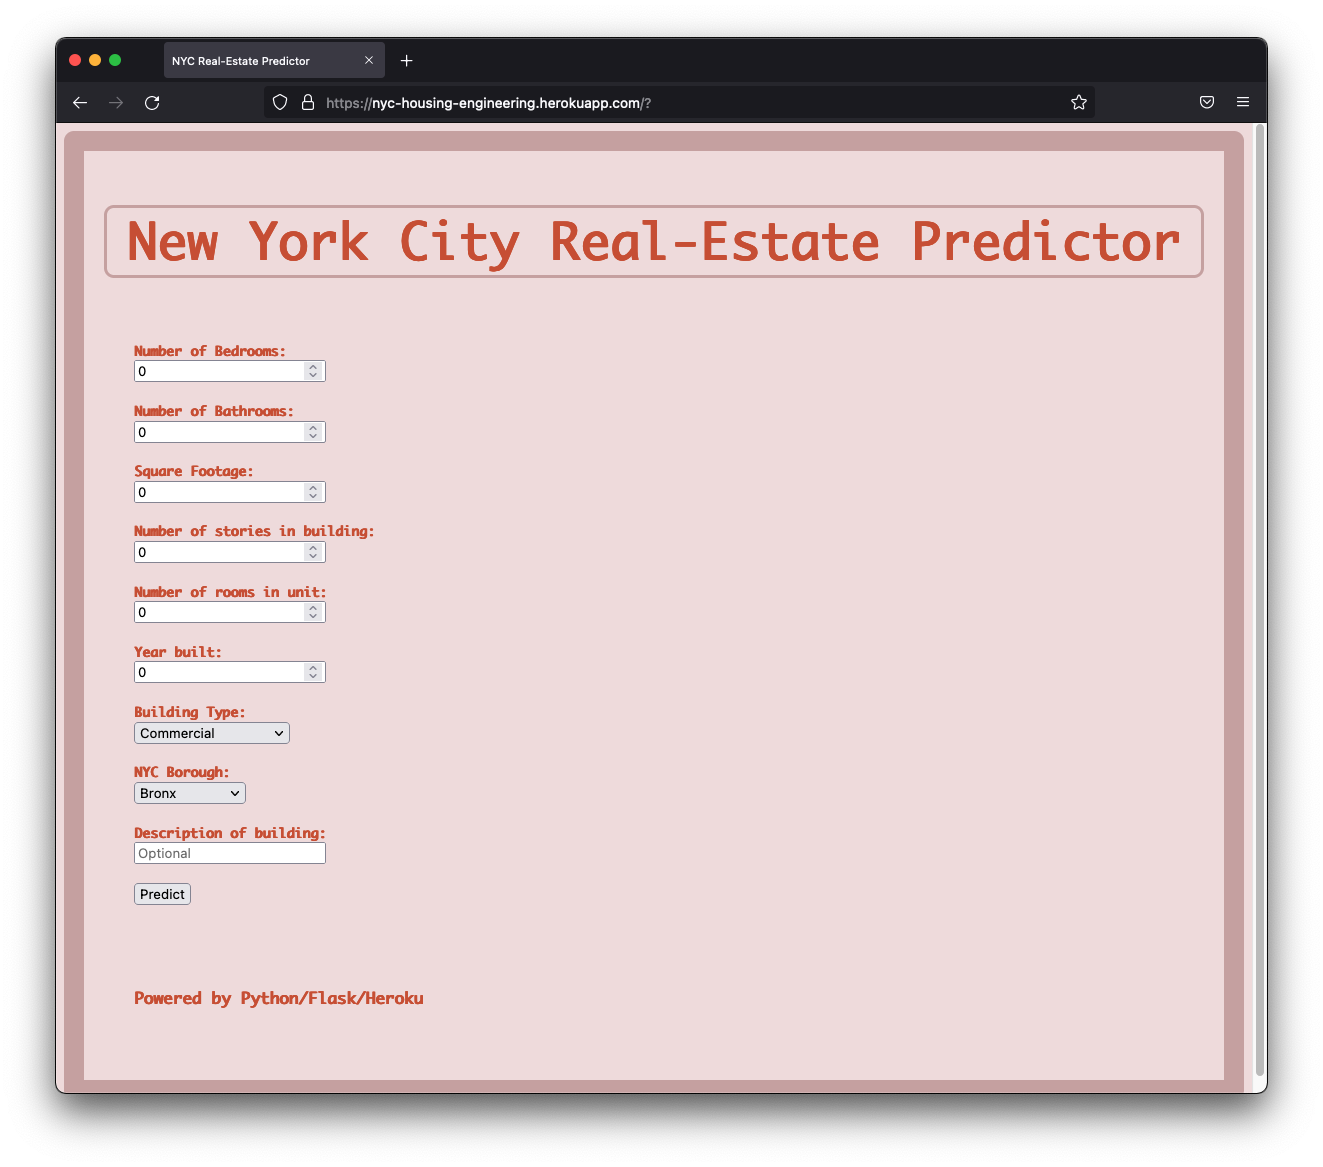 NYC Real-Estate Predictor
https://nyc-housing-engineering.herokuapp.com/?
New York City Real-Estate Predictor
Number of Bedrooms:
0
Number of Bathrooms:
0
Square Footage:
0
Number of stories in building:
0
Number of rooms in unit:
0
Year built:
0
Building Type:
Commercial
NYC Borough:
Bronx
Description of building:
Optional
Predict
Powered by Python/Flask/Heroku